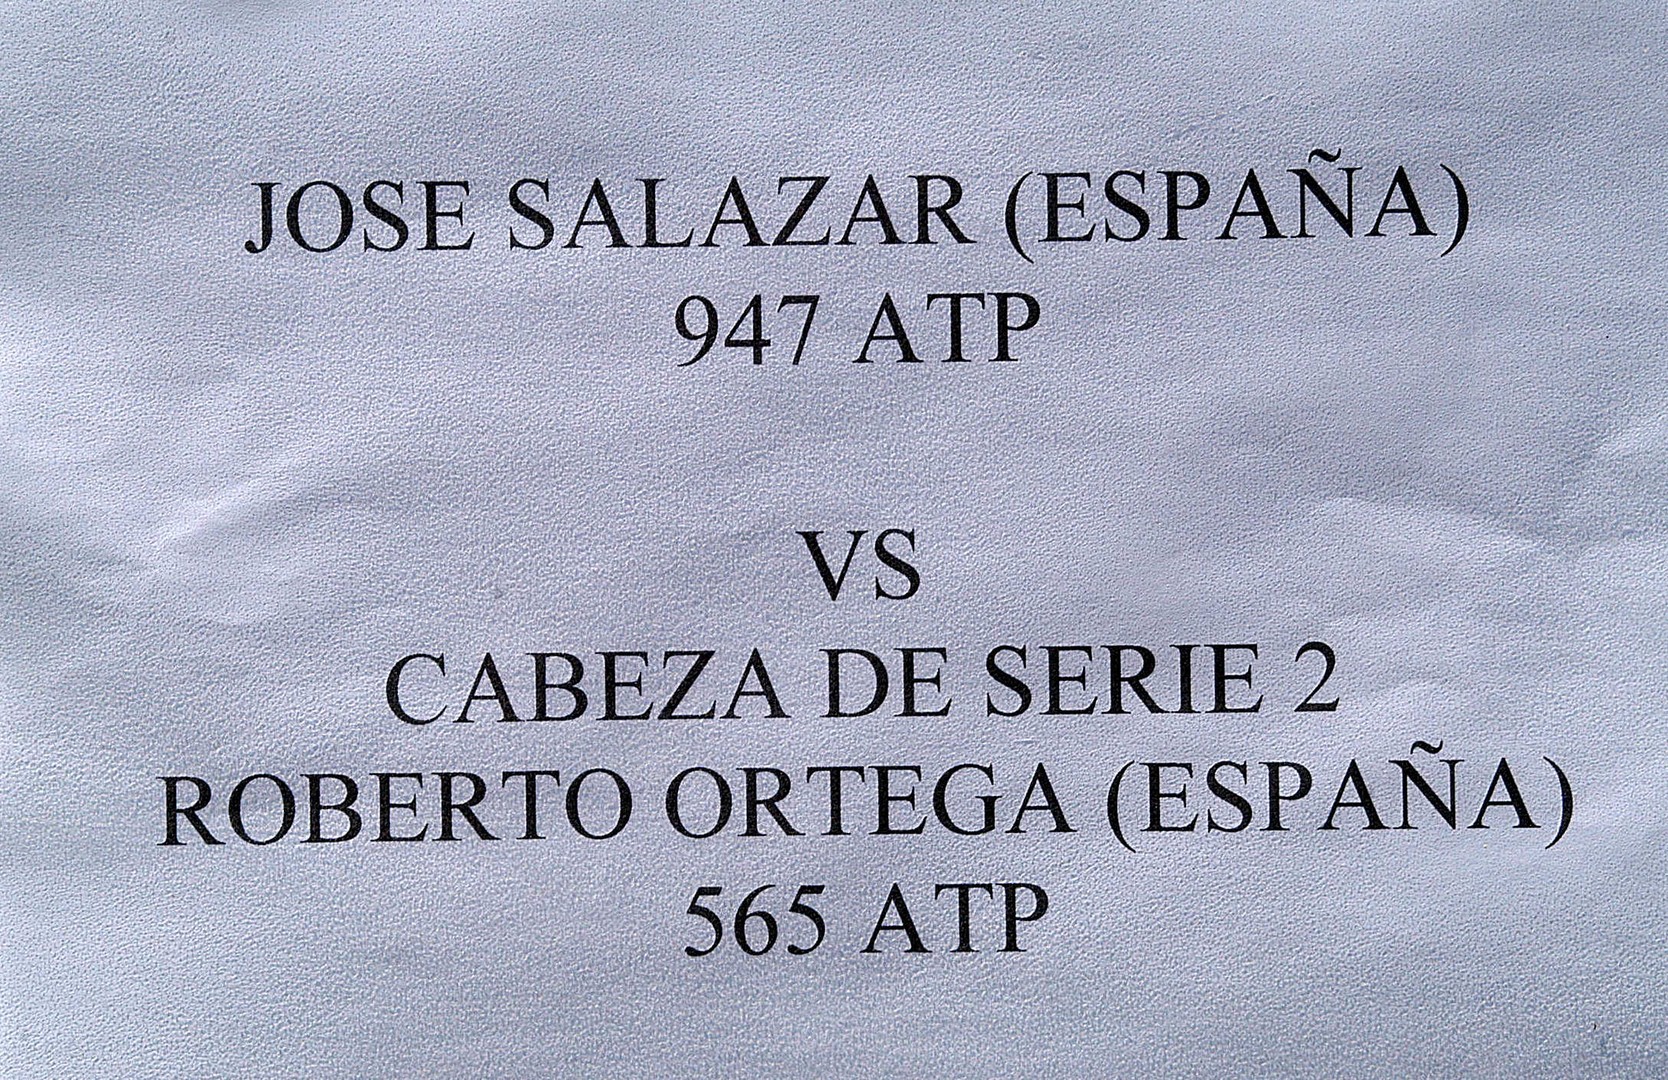 JOSE SALAZAR (ESPAÑA)
947 ATP
VS
CABEZA DE SERIE 2
ROBERTO ORTEGA (ESPAÑA)
565 ATP